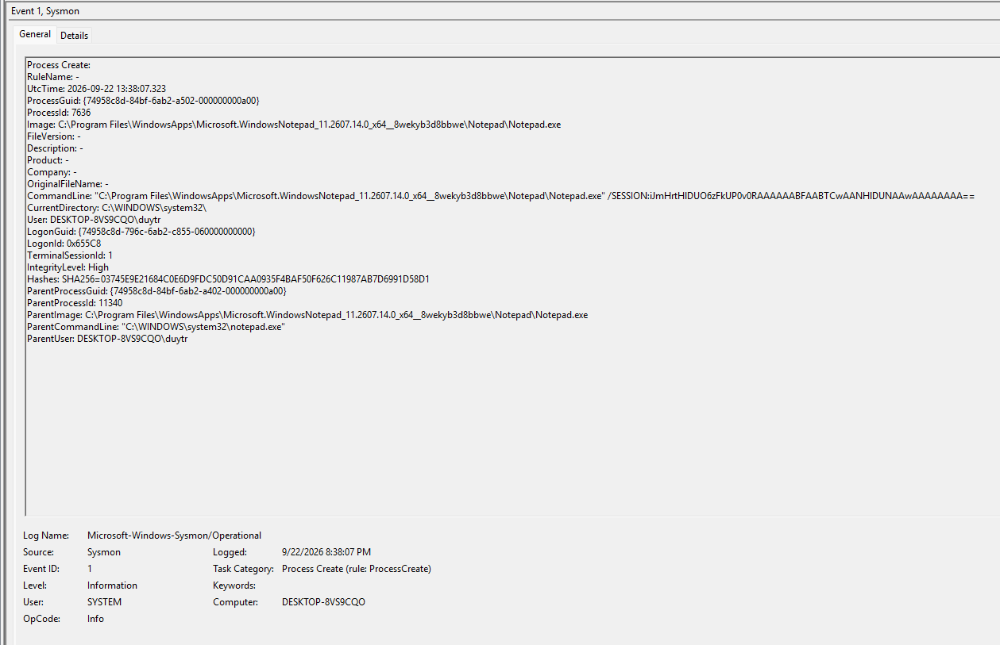 Event 1, Sysmon
General Details
Process Create:
RuleName: -
UtcTime: 2026-09-22 13:38:07.323
ProcessGuid: {74958c8d-84bf-6ab2-a502-000000000a00}
ProcessId: 7636
Image: C:\Program Files\WindowsApps\Microsoft.WindowsNotepad_11.2607.14.0_x64__8wekyb3d8bbwe\Notepad\Notepad.exe
FileVersion: -
Description: -
Product: -
Company: -
OriginalFileName: -
CommandLine: "C:\Program Files\WindowsApps\Microsoft.WindowsNotepad_11.2607.14.0_x64__8wekyb3d8bbwe\Notepad\Notepad.exe" /SESSION:iJmHrtHIDUO6zFkUP0v0RAAAAAABFAABTCwAANHIDUNAAwAAAAAAAA==
CurrentDirectory: C:\WINDOWS\system32\
User: DESKTOP-8VS9CQO\duytr
LogonGuid: {74958c8d-796c-6ab2-c855-060000000000}
LogonId: 0x655C8
TerminalSessionId: 1
IntegrityLevel: High
Hashes: SHA256=03745E9E21684C0E6D9FDC50D91CAA0935F4BAF50F626C11987AB7D6991D58D1
ParentProcessGuid: {74958c8d-84bf-6ab2-a402-000000000a00}
ParentProcessId: 11340
ParentImage: C:\Program Files\WindowsApps\Microsoft.WindowsNotepad_11.2607.14.0_x64__8wekyb3d8bbwe\Notepad\Notepad.exe
ParentCommandLine: "C:\WINDOWS\system32\notepad.exe"
ParentUser: DESKTOP-8VS9CQO\duytr
Log Name: Microsoft-Windows-Sysmon/Operational
Source: Sysmon Logged: 9/22/2026 8:38:07 PM
Event ID: 1 Task Category: Process Create (rule: ProcessCreate)
Level: Information Keywords:
User: SYSTEM Computer: DESKTOP-8VS9CQO
OpCode: Info